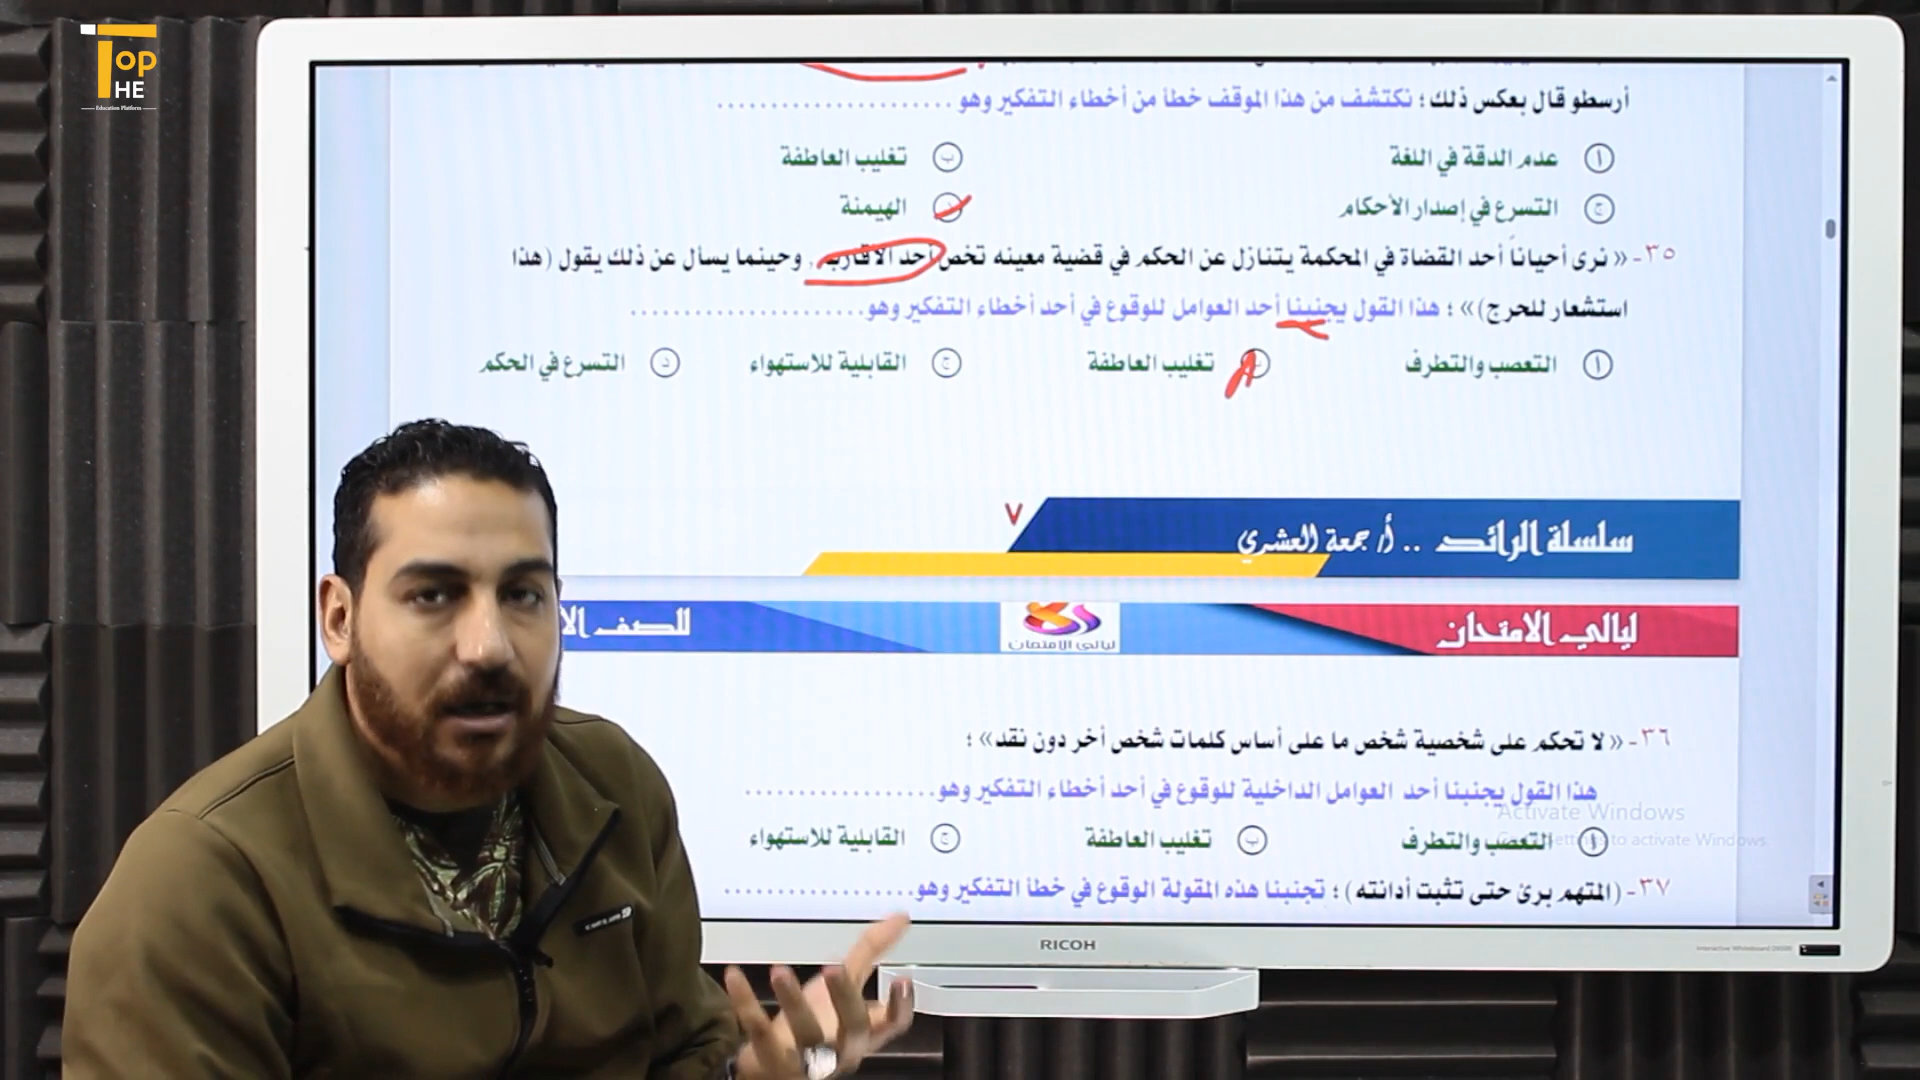 TOP
THE
Education Platform
أرسطو قال بعكس ذلك ؛ نكتشف من هذا الموقف خطأ من أخطاء التفكير وهو ......................
أ عدم الدقة في اللغة
ب تغليب العاطفة
ج التسرع في إصدار الأحكام
د الهيمنة
٣٥- « نرى أحياناً أحد القضاة في المحكمة يتنازل عن الحكم في قضية معينه تخص أحد الأقارب , وحينما يسأل عن ذلك يقول (هذا
استشعار للحرج)» ؛ هذا القول يجنبنا أحد العوامل للوقوع في أحد أخطاء التفكير وهو......................
أ التعصب والتطرف
ب تغليب العاطفة
ج القابلية للاستهواء
د التسرع في الحكم
٧
سلسلة الرائد .. أ/ جمعة العشري
ليالي الامتحان
ليالي الامتحان
للصف
٣٦- « لا تحكم على شخصية شخص ما على أساس كلمات شخص أخر دون نقد» ؛
هذا القول يجنبنا أحد العوامل الداخلية للوقوع في أحد أخطاء التفكير وهو..................
Activate Windows
to activate Windows
أ التعصب والتطرف
ب تغليب العاطفة
ج القابلية للاستهواء
٣٧- (المتهم برئ حتى تثبت أدانته) ؛ تجنبنا هذه المقولة الوقوع في خطأ التفكير وهو..................
RICOH